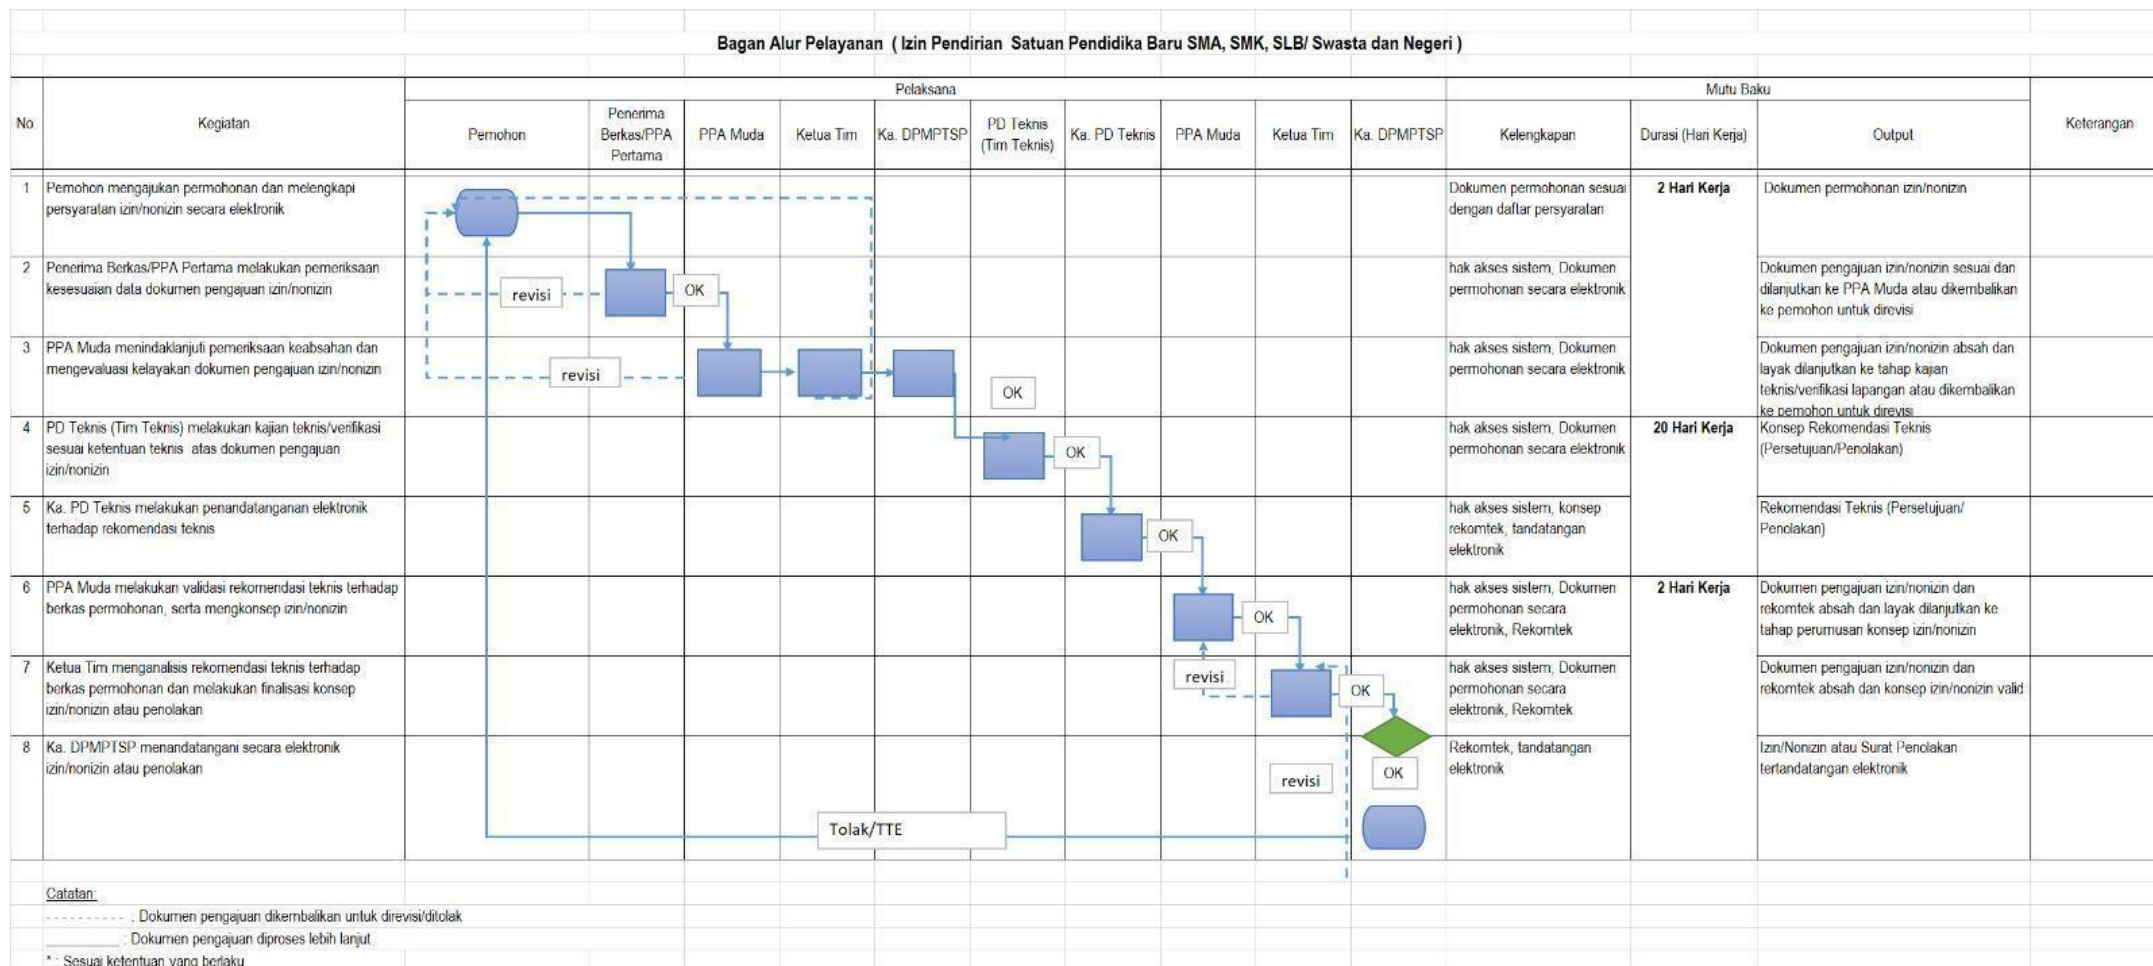 Bagan Alur Pelayanan ( Izin Pendirian Satuan Pendidika Baru SMA, SMK, SLB/ Swasta dan Negeri )
No
Kegiatan
Pelaksana
Mutu Baku
Keterangan
Pemohon
Penerima
Berkas/PPA
Pertama
PPA Muda
Ketua Tim
Ka. DPMPTSP
PD Teknis
(Tim Teknis)
Ka. PD Teknis
PPA Muda
Ketua Tim
Ka. DPMPTSP
Kelengkapan
Durasi (Hari Kerja)
Output
1
Pemohon mengajukan permohonan dan melengkapi
persyaratan izin/nonizin secara elektronik
Dokumen permohonan sesuai
dengan daftar persyaratan
2 Hari Kerja
Dokumen permohonan izin/nonizin
2
Penerima Berkas/PPA Pertama melakukan pemeriksaan
kesesuaian data dokumen pengajuan izin/nonizin
revisi
OK
hak akses sistem, Dokumen
permohonan secara elektronik
Dokumen pengajuan izin/nonizin sesuai dan
dilanjutkan ke PPA Muda atau dikembalikan
ke pemohon untuk direvisi
3
PPA Muda menindaklanjuti pemeriksaan keabsahan dan
mengevaluasi kelayakan dokumen pengajuan izin/nonizin
revisi
OK
hak akses sistem, Dokumen
permohonan secara elektronik
Dokumen pengajuan izin/nonizin absah dan
layak dilanjutkan ke tahap kajian
teknis/verifikasi lapangan atau dikembalikan
ke pemohon untuk direvisi
4
PD Teknis (Tim Teknis) melakukan kajian teknis/verifikasi
sesuai ketentuan teknis atas dokumen pengajuan
izin/nonizin
OK
hak akses sistem, Dokumen
permohonan secara elektronik
20 Hari Kerja
Konsep Rekomendasi Teknis
(Persetujuan/Penolakan)
5
Ka. PD Teknis melakukan penandatanganan elektronik
terhadap rekomendasi teknis
OK
hak akses sistem, konsep
rekomtek, tandatangan
elektronik
Rekomendasi Teknis (Persetujuan/
Penolakan)
6
PPA Muda melakukan validasi rekomendasi teknis terhadap
berkas permohonan, serta mengkonsep izin/nonizin
OK
hak akses sistem, Dokumen
permohonan secara
elektronik, Rekomtek
2 Hari Kerja
Dokumen pengajuan izin/nonizin dan
rekomtek absah dan layak dilanjutkan ke
tahap perumusan konsep izin/nonizin
7
Ketua Tim menganalisis rekomendasi teknis terhadap
berkas permohonan dan melakukan finalisasi konsep
izin/nonizin atau penolakan
revisi
OK
hak akses sistem, Dokumen
permohonan secara
elektronik, Rekomtek
Dokumen pengajuan izin/nonizin dan
rekomtek absah dan konsep izin/nonizin valid
8
Ka. DPMPTSP menandatangani secara elektronik
izin/nonizin atau penolakan
revisi
OK
Rekomtek, tandatangan
elektronik
Izin/Nonizin atau Surat Penolakan
tertandatangan elektronik
Tolak/TTE
Catatan:
- - - - - - - - - - - : Dokumen pengajuan dikembalikan untuk direvisi/ditolak
__________ : Dokumen pengajuan diproses lebih lanjut
* : Sesuai ketentuan yang berlaku